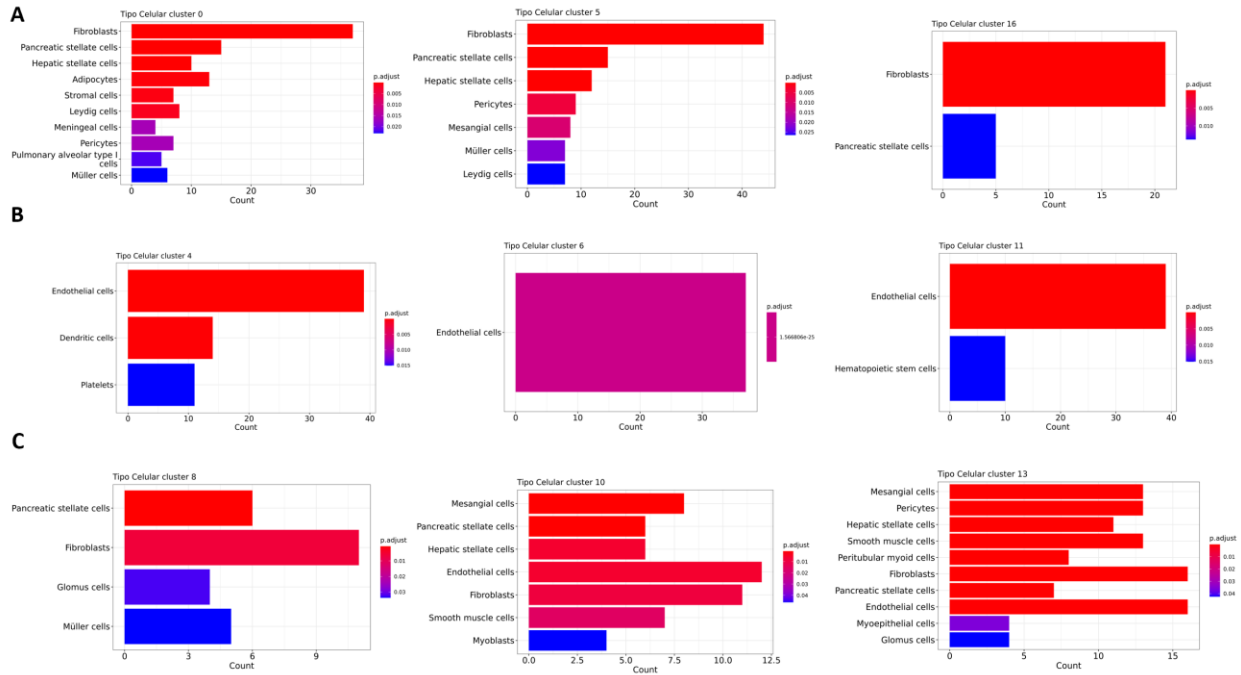 A
Tipo Celular cluster 0
Fibroblasts
Pancreatic stellate cells
Hepatic stellate cells
Adipocytes
Stromal cells
Leydig cells
Meningeal cells
Pericytes
Pulmonary alveolar type I
cells
Müller cells
0 10 20 30
Count
p.adjust
0.005
0.010
0.015
0.020
Tipo Celular cluster 5
Fibroblasts
Pancreatic stellate cells
Hepatic stellate cells
Pericytes
Mesangial cells
Müller cells
Leydig cells
0 10 20 30 40
Count
p.adjust
0.005
0.010
0.015
0.020
0.025
Tipo Celular cluster 16
Fibroblasts
Pancreatic stellate cells
0 5 10 15 20
Count
p.adjust
0.005
0.010
B
Tipo Celular cluster 4
Endothelial cells
Dendritic cells
Platelets
0 10 20 30 40
Count
p.adjust
0.005
0.010
0.015
Tipo Celular cluster 6
Endothelial cells
0 10 20 30
Count
p.adjust
1.566806e-25
Tipo Celular cluster 11
Endothelial cells
Hematopoietic stem cells
0 10 20 30 40
Count
p.adjust
0.005
0.010
0.015
C
Tipo Celular cluster 8
Pancreatic stellate cells
Fibroblasts
Glomus cells
Müller cells
0 3 6 9
Count
p.adjust
0.01
0.02
0.03
Tipo Celular cluster 10
Mesangial cells
Pancreatic stellate cells
Hepatic stellate cells
Endothelial cells
Fibroblasts
Smooth muscle cells
Myoblasts
0.0 2.5 5.0 7.5 10.0 12.5
Count
p.adjust
0.01
0.02
0.03
0.04
Tipo Celular cluster 13
Mesangial cells
Pericytes
Hepatic stellate cells
Smooth muscle cells
Peritubular myoid cells
Fibroblasts
Pancreatic stellate cells
Endothelial cells
Myoepithelial cells
Glomus cells
0 5 10 15
Count
p.adjust
0.01
0.02
0.03
0.04